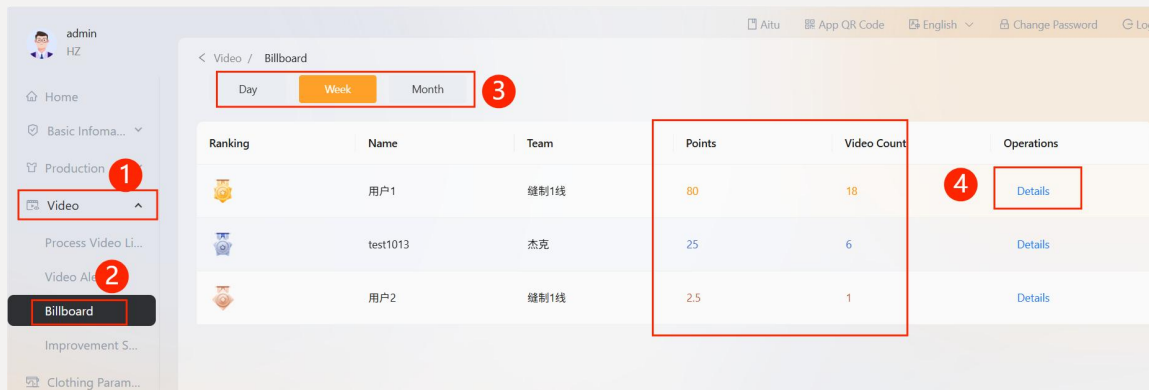 Aitu App QR Code English Change Password Lo
admin
HZ
< Video / Billboard
Day Week Month 3
Home
Basic Infoma...
Production 1
Video
Process Video Li...
Video Ale 2
Billboard
Improvement S...
Clothing Param...
Ranking Name Team Points Video Count Operations
用户1 缝制1线 80 18 4 Details
test1013 杰克 25 6 Details
用户2 缝制1线 2.5 1 Details